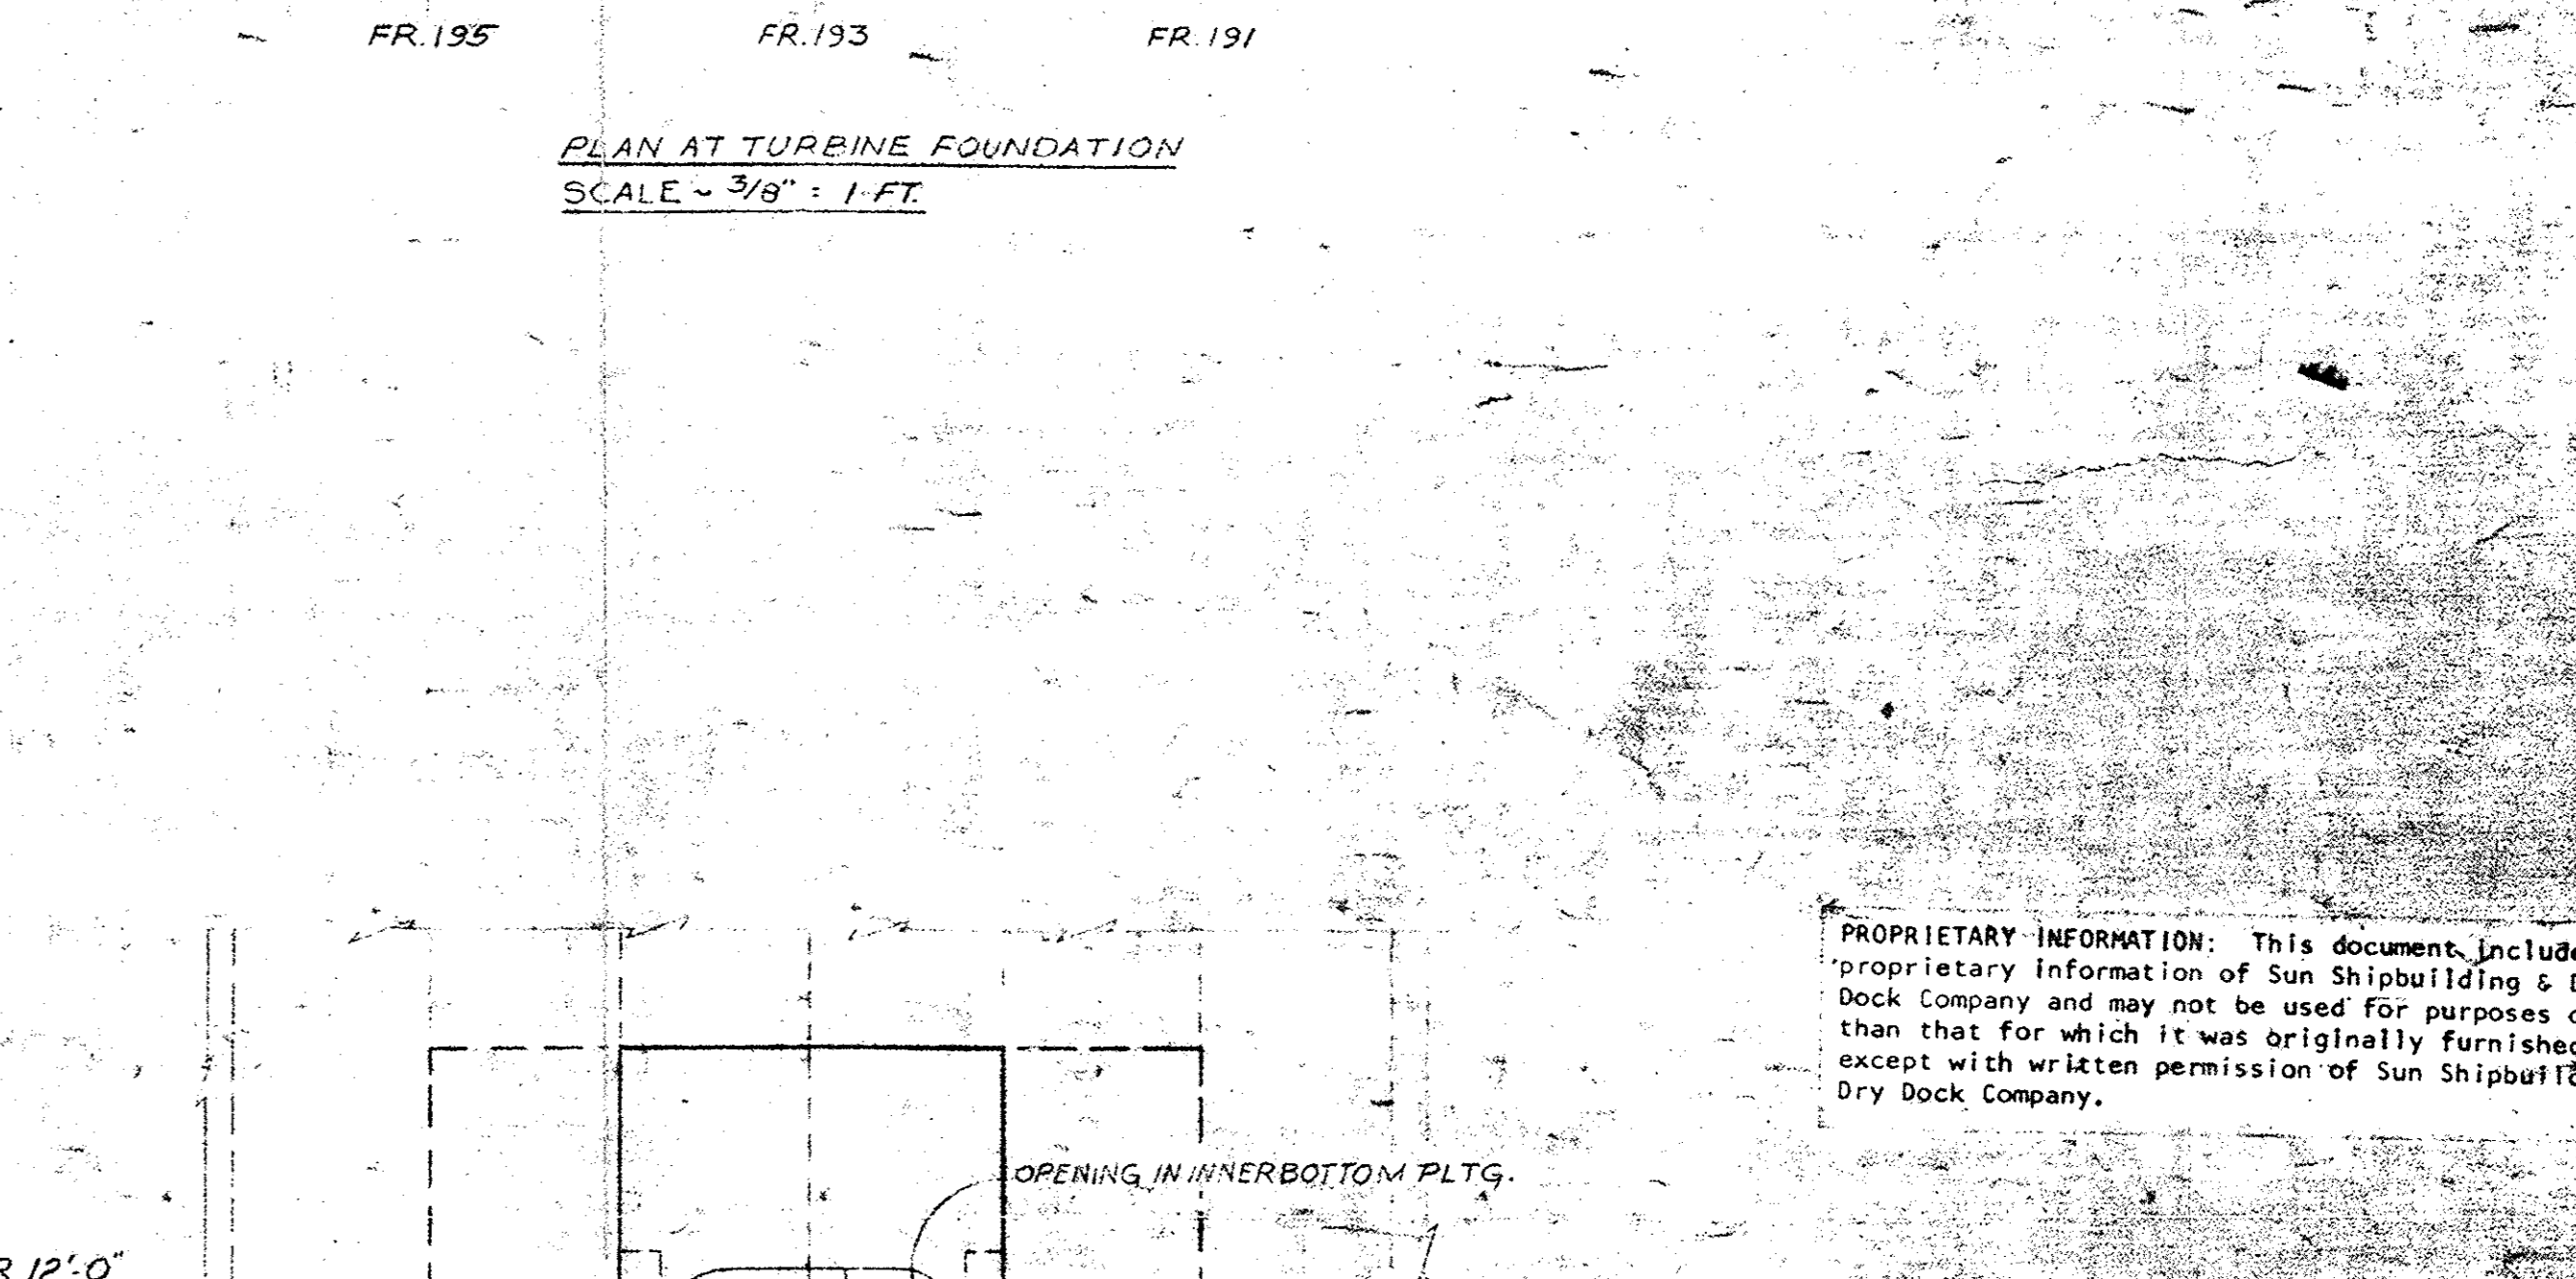 FR.195 FR.193 FR.191
PLAN AT TURBINE FOUNDATION
SCALE ~ 3/8" = 1-FT.
PROPRIETARY INFORMATION: This document include
proprietary information of Sun Shipbuilding & D
Dock Company and may not be used for purposes o
than that for which it was originally furnished
except with written permission of Sun Shipbuild
Dry Dock Company.
OPENING IN INNERBOTTOM PLTG.
R 12'-0"